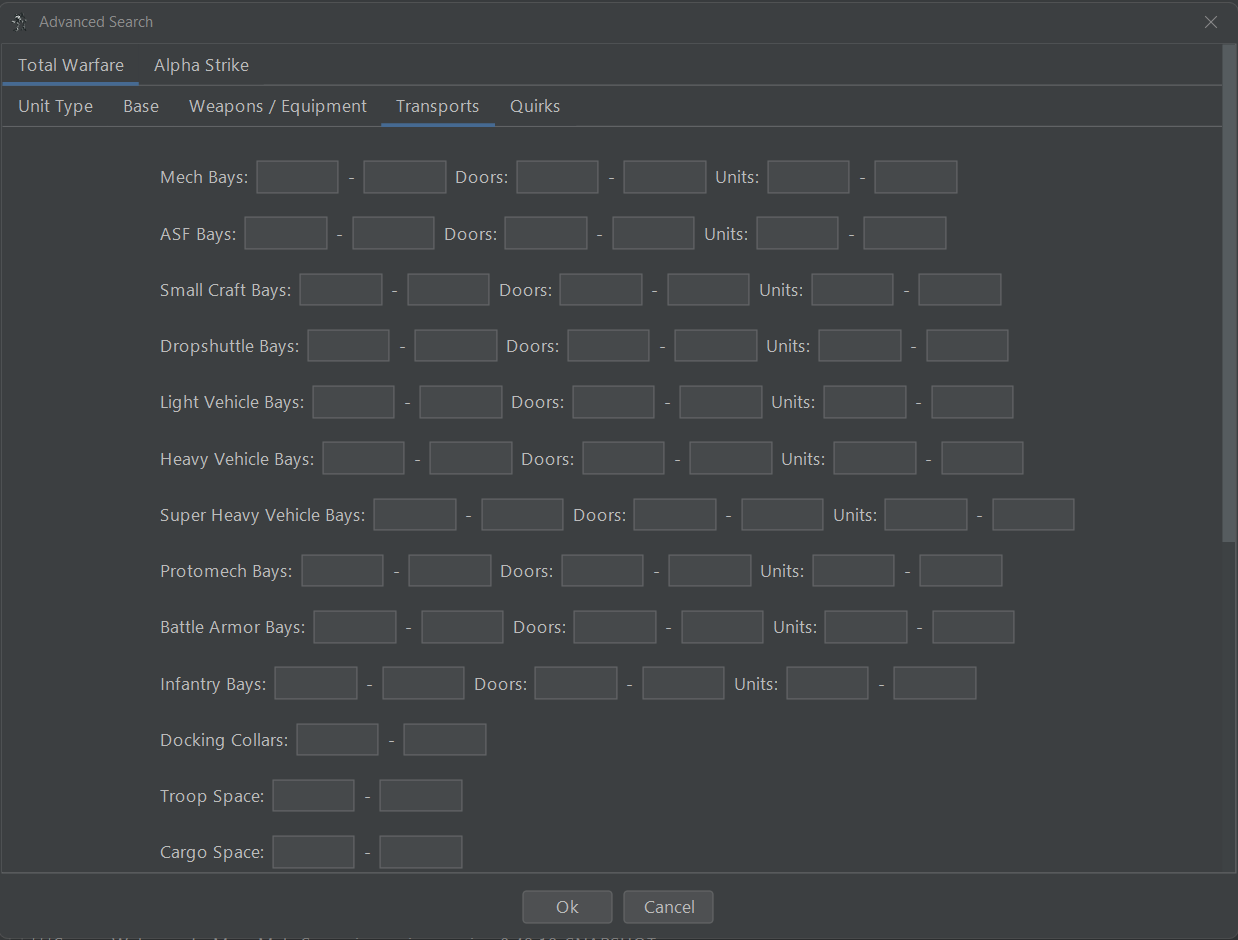 Advanced Search
Total Warfare Alpha Strike
Unit Type Base Weapons / Equipment Transports Quirks
Mech Bays: - Doors: - Units: -
ASF Bays: - Doors: - Units: -
Small Craft Bays: - Doors: - Units: -
Dropshuttle Bays: - Doors: - Units: -
Light Vehicle Bays: - Doors: - Units: -
Heavy Vehicle Bays: - Doors: - Units: -
Super Heavy Vehicle Bays: - Doors: - Units: -
Protomech Bays: - Doors: - Units: -
Battle Armor Bays: - Doors: - Units: -
Infantry Bays: - Doors: - Units: -
Docking Collars: -
Troop Space: -
Cargo Space: -
Ok Cancel